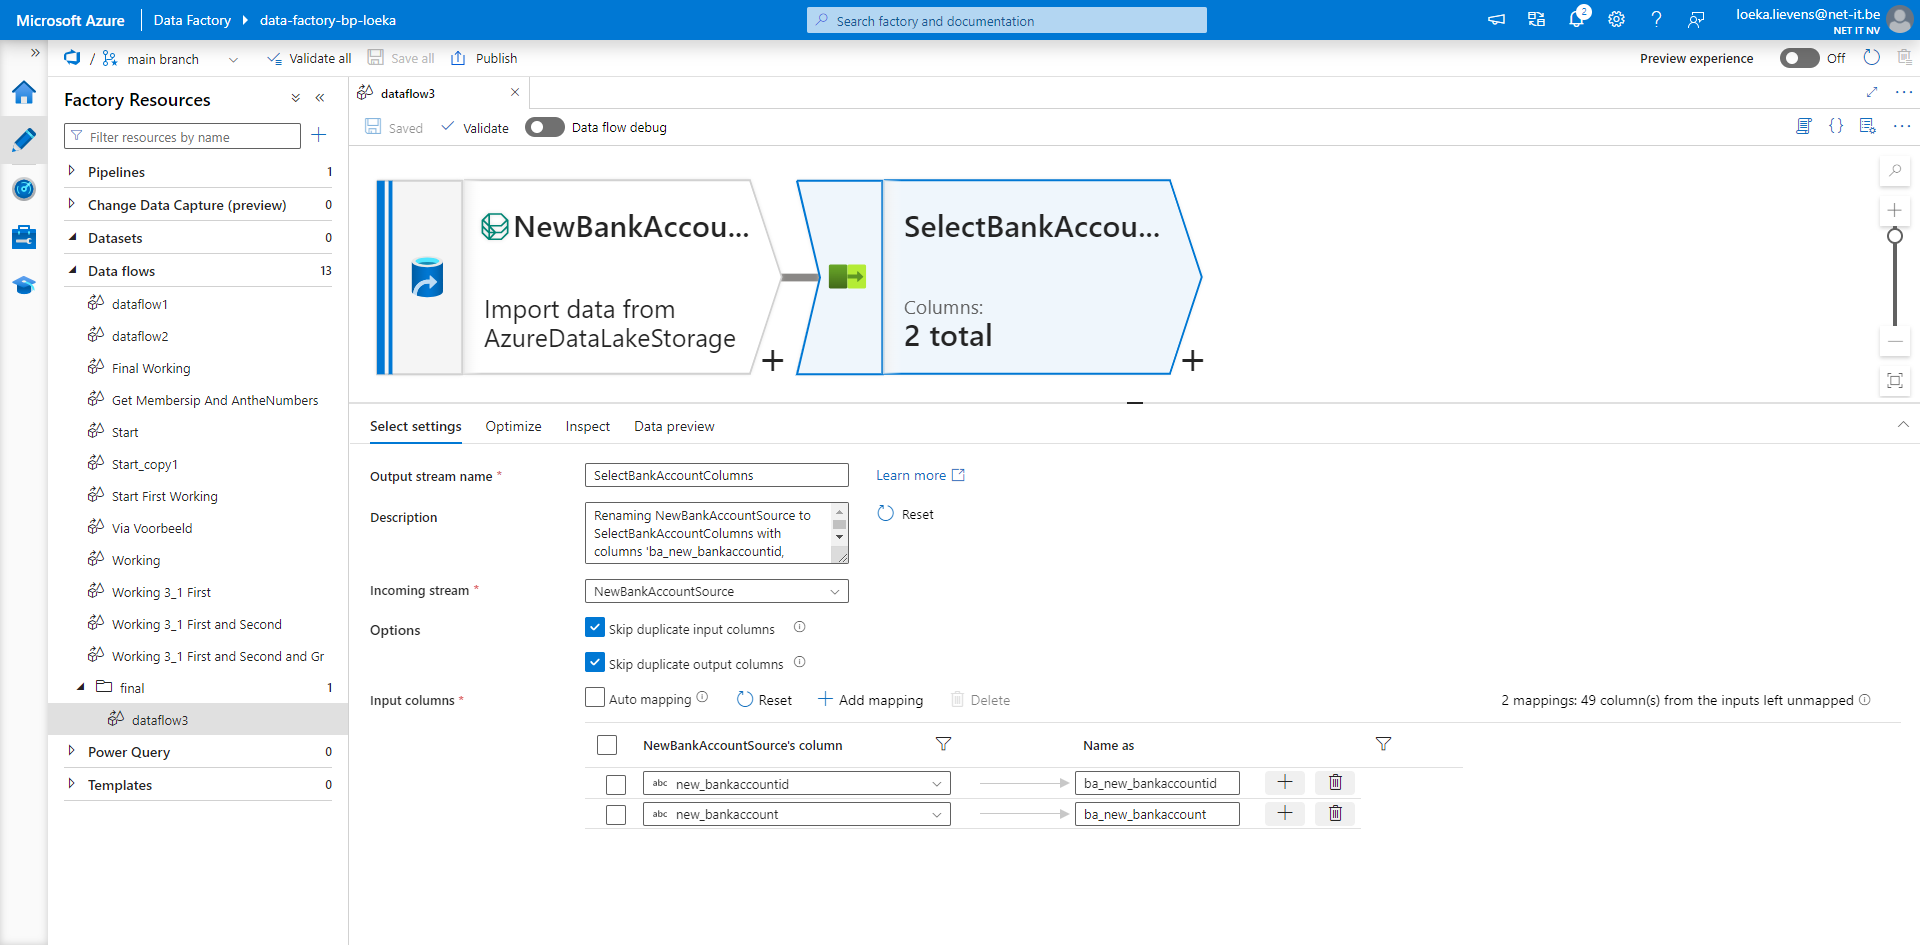 Microsoft Azure
Data Factory
data-factory-bp-loeka
Search factory and documentation
2
loeka.lievens@net-it.be
NET IT NV
»
/
main branch
Validate all
Save all
Publish
Preview experience
Off
Factory Resources
Filter resources by name
Pipelines 1
Change Data Capture (preview) 0
Datasets 0
Data flows 13
dataflow1
dataflow2
Final Working
Get Membersip And AntheNumbers
Start
Start_copy1
Start First Working
Via Voorbeeld
Working
Working 3_1 First
Working 3_1 First and Second
Working 3_1 First and Second and Gr
final 1
dataflow3
Power Query 0
Templates 0
dataflow3
Saved
Validate
Data flow debug
{}
NewBankAccou...
Import data from
AzureDataLakeStorage
+
SelectBankAccou...
Columns:
2 total
+
Select settings
Optimize
Inspect
Data preview
Output stream name *
SelectBankAccountColumns
Learn more
Description
Renaming NewBankAccountSource to
SelectBankAccountColumns with
columns 'ba_new_bankaccountid,
Reset
Incoming stream *
NewBankAccountSource
Options
Skip duplicate input columns
Skip duplicate output columns
Input columns *
Auto mapping
Reset
Add mapping
Delete
2 mappings: 49 column(s) from the inputs left unmapped
NewBankAccountSource's column
Name as
abc new_bankaccountid
ba_new_bankaccountid
abc new_bankaccount
ba_new_bankaccount